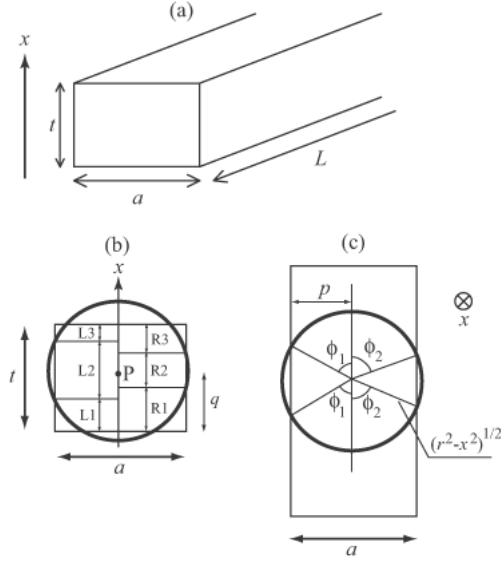 (a)
x
t
a
L
(b)
x
(c)
L3
R3
p
x
t
L2
P
R2
q
ϕ1
ϕ2
L1
R1
ϕ1
ϕ2
(r²-x²)^1/2
a
a